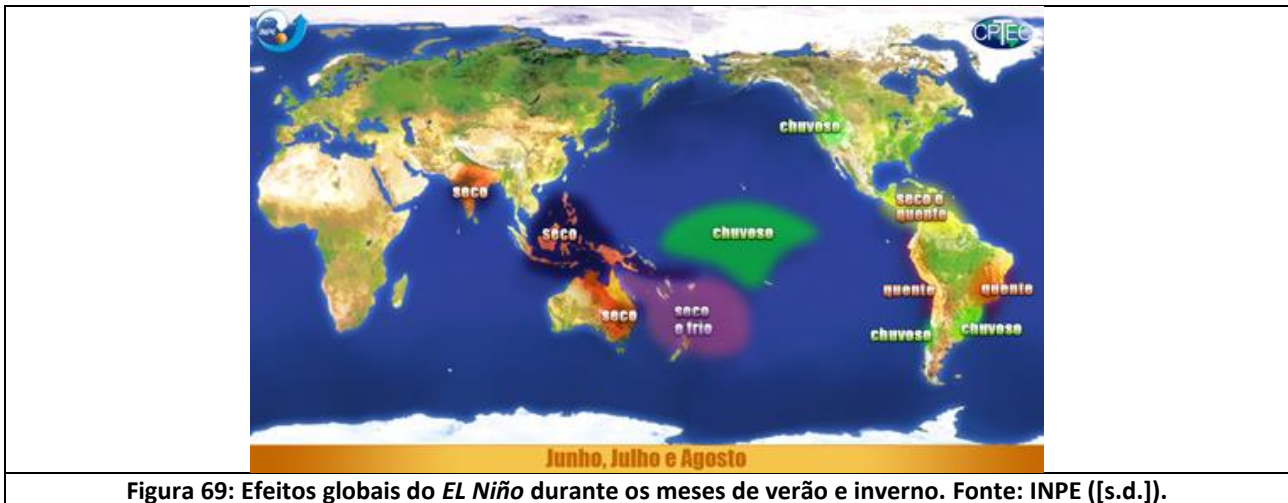 INPE
CPTEC
chuvoso
seco
seco e
quente
seco
chuvoso
quente
quente
seco
seco
e frio
chuvoso
chuvoso
Junho, Julho e Agosto
Figura 69: Efeitos globais do EL Niño durante os meses de verão e inverno. Fonte: INPE ([s.d.]).